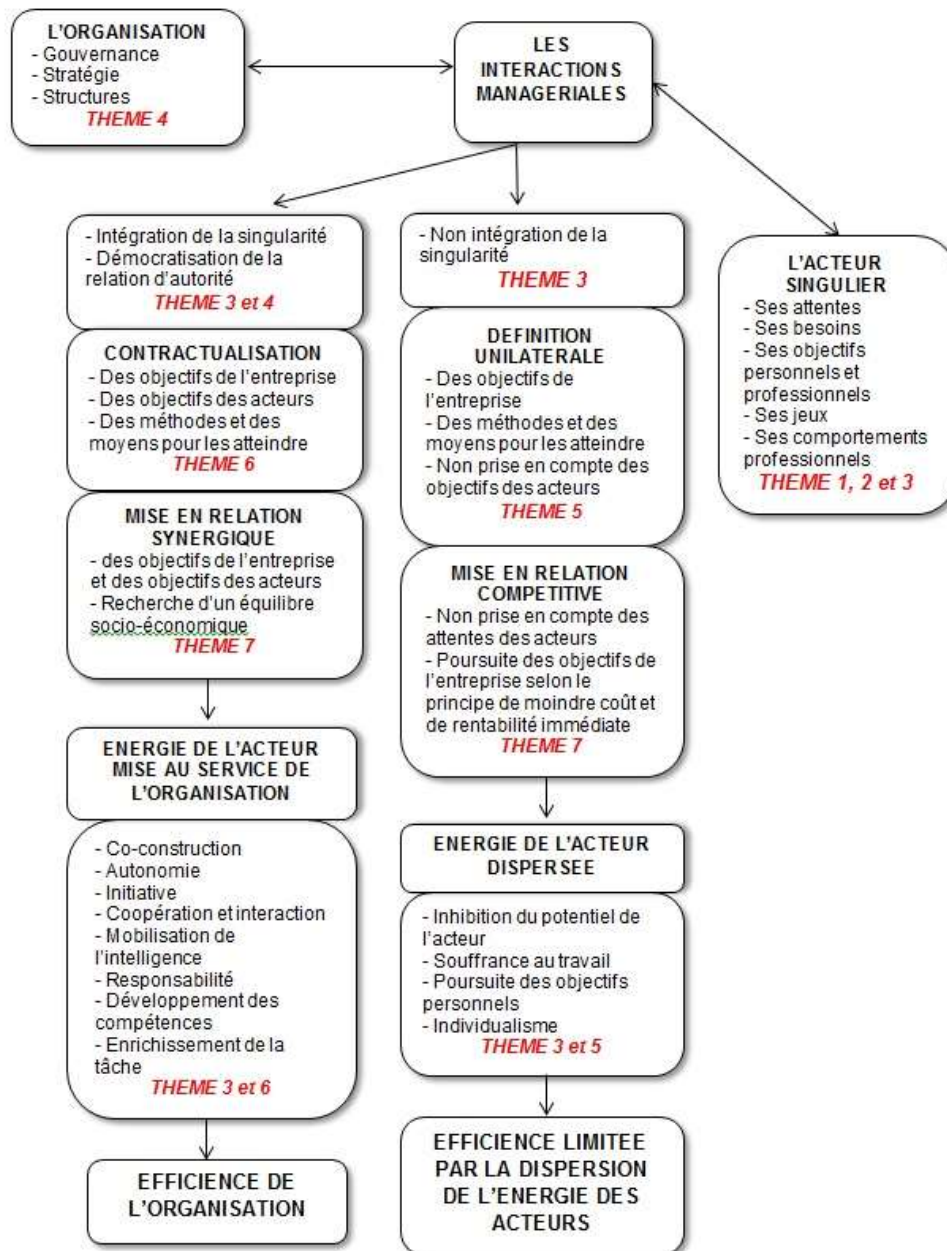 L'ORGANISATION
- Gouvernance
- Stratégie
- Structures
THEME 4
LES
INTERACTIONS
MANAGERIALES
- Intégration de la singularité
- Démocratisation de la
relation d'autorité
THEME 3 et 4
CONTRACTUALISATION
- Des objectifs de l'entreprise
- Des objectifs des acteurs
- Des méthodes et des
moyens pour les atteindre
THEME 6
MISE EN RELATION
SYNERGIQUE
- des objectifs de l'entreprise
et des objectifs des acteurs
- Recherche d'un équilibre
socio-économique
THEME 7
ENERGIE DE L'ACTEUR
MISE AU SERVICE DE
L'ORGANISATION
- Co-construction
- Autonomie
- Initiative
- Coopération et interaction
- Mobilisation de
l'intelligence
- Responsabilité
- Développement des
compétences
- Enrichissement de la
tâche
THEME 3 et 6
EFFICIENCE DE
L'ORGANISATION
- Non intégration de la
singularité
THEME 3
DEFINITION
UNILATERALE
- Des objectifs de
l'entreprise
- Des méthodes et des
moyens pour les atteindre
- Non prise en compte des
objectifs des acteurs
THEME 5
MISE EN RELATION
COMPETITIVE
- Non prise en compte des
attentes des acteurs
- Poursuite des objectifs de
l'entreprise selon le
principe de moindre coût et
de rentabilité immédiate
THEME 7
ENERGIE DE L'ACTEUR
DISPERSEE
- Inhibition du potentiel de
l'acteur
- Souffrance au travail
- Poursuite des objectifs
personnels
- Individualisme
THEME 3 et 5
EFFICIENCE LIMITEE
PAR LA DISPERSION
DE L'ENERGIE DES
ACTEURS
L'ACTEUR
SINGULIER
- Ses attentes
- Ses besoins
- Ses objectifs
personnels et
professionnels
- Ses jeux
- Ses comportements
professionnels
THEME 1, 2 et 3